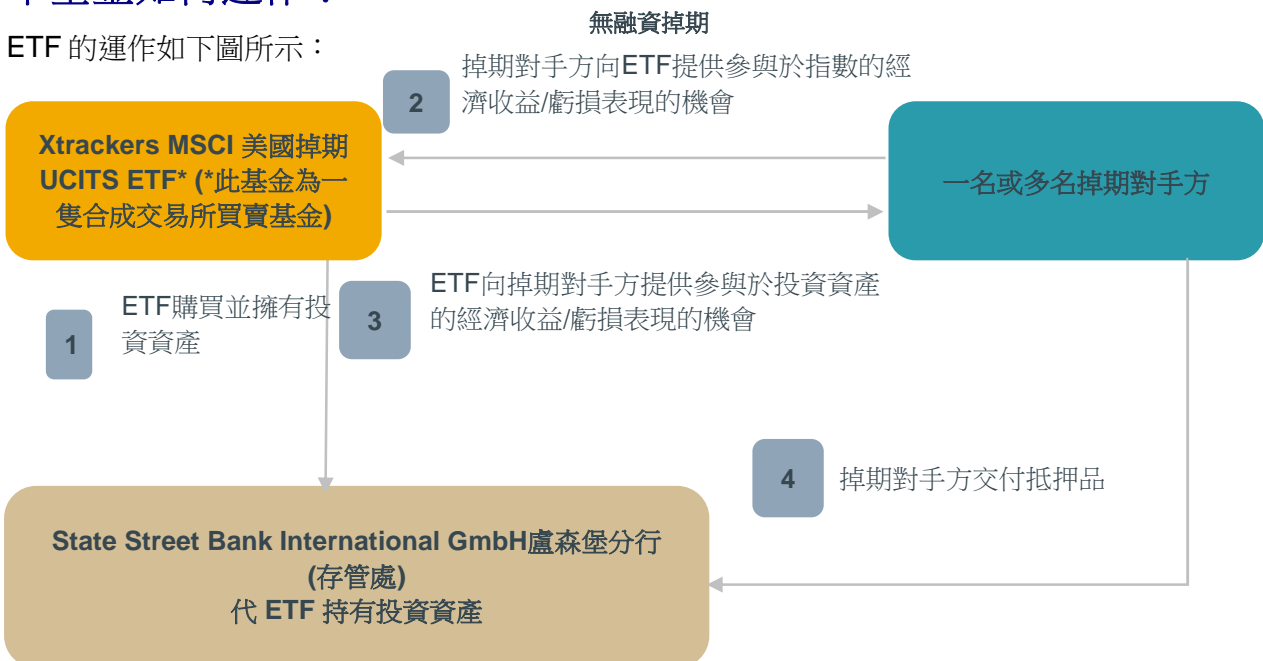 無融資掉期
ETF 的運作如下圖所示：
掉期對手方向ETF提供參與於指數的經
濟收益/虧損表現的機會
2
Xtrackers MSCI 美國掉期
UCITS ETF* (*此基金為一
隻合成交易所買賣基金)
一名或多名掉期對手方
ETF購買並擁有投
資資產
1
3
ETF向掉期對手方提供參與於投資資產
的經濟收益/虧損表現的機會
4
掉期對手方交付抵押品
State Street Bank International GmbH盧森堡分行
(存管處)
代 ETF 持有投資資產